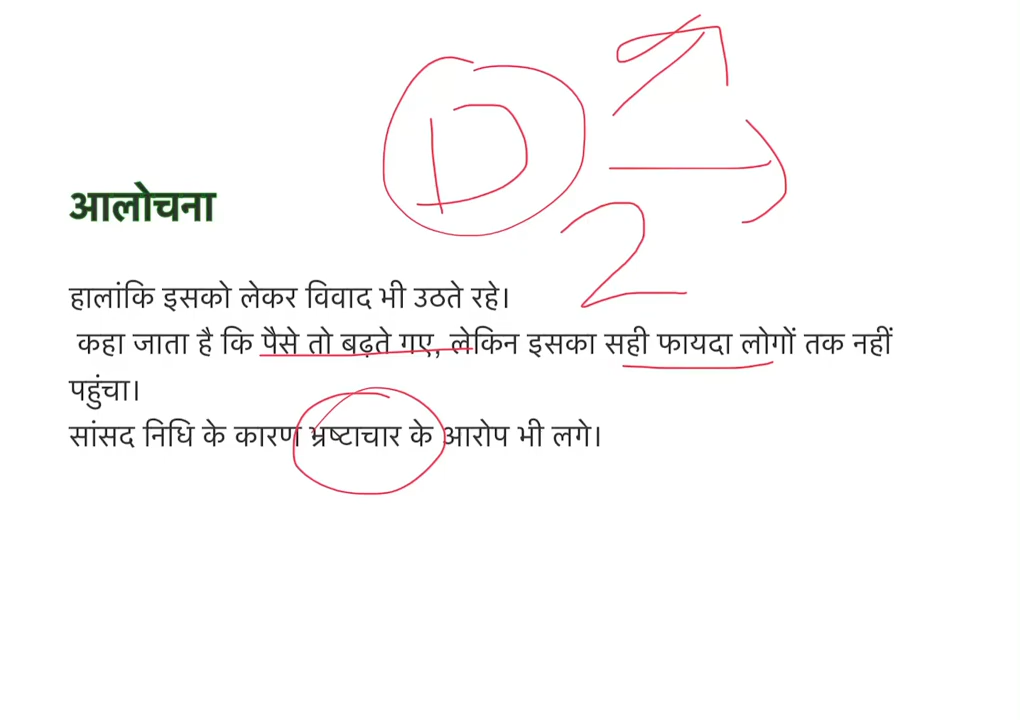 D
2
आलोचना
हालांकि इसको लेकर विवाद भी उठते रहे।
कहा जाता है कि पैसे तो बढ़ते गए, लेकिन इसका सही फायदा लोगों तक नहीं
पहुंचा।
सांसद निधि के कारण भ्रष्टाचार के आरोप भी लगे।